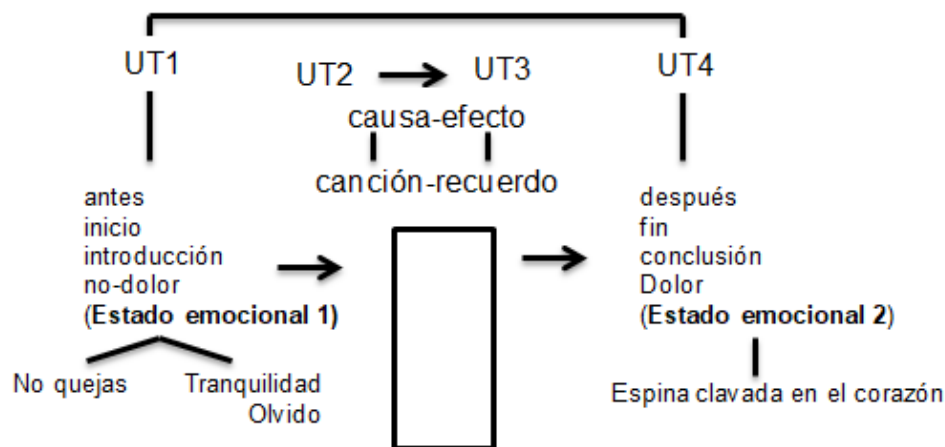 UT1
UT2
UT3
UT4
causa-efecto
canción-recuerdo
antes
inicio
introducción
no-dolor
(Estado emocional 1)
No quejas
Tranquilidad
Olvido
después
fin
conclusión
Dolor
(Estado emocional 2)
Espina clavada en el corazón